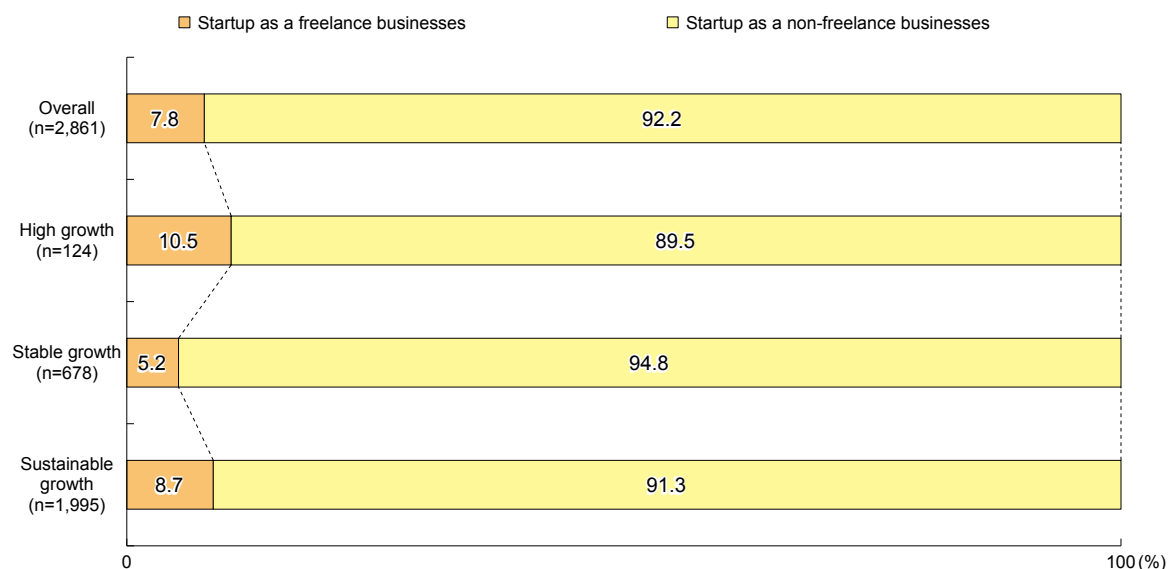 Startup as a freelance businesses
Startup as a non-freelance businesses
Overall
(n=2,861)
7.8
92.2
High growth
(n=124)
10.5
89.5
Stable growth
(n=678)
5.2
94.8
Sustainable
growth
(n=1,995)
8.7
91.3
0
100 (%)